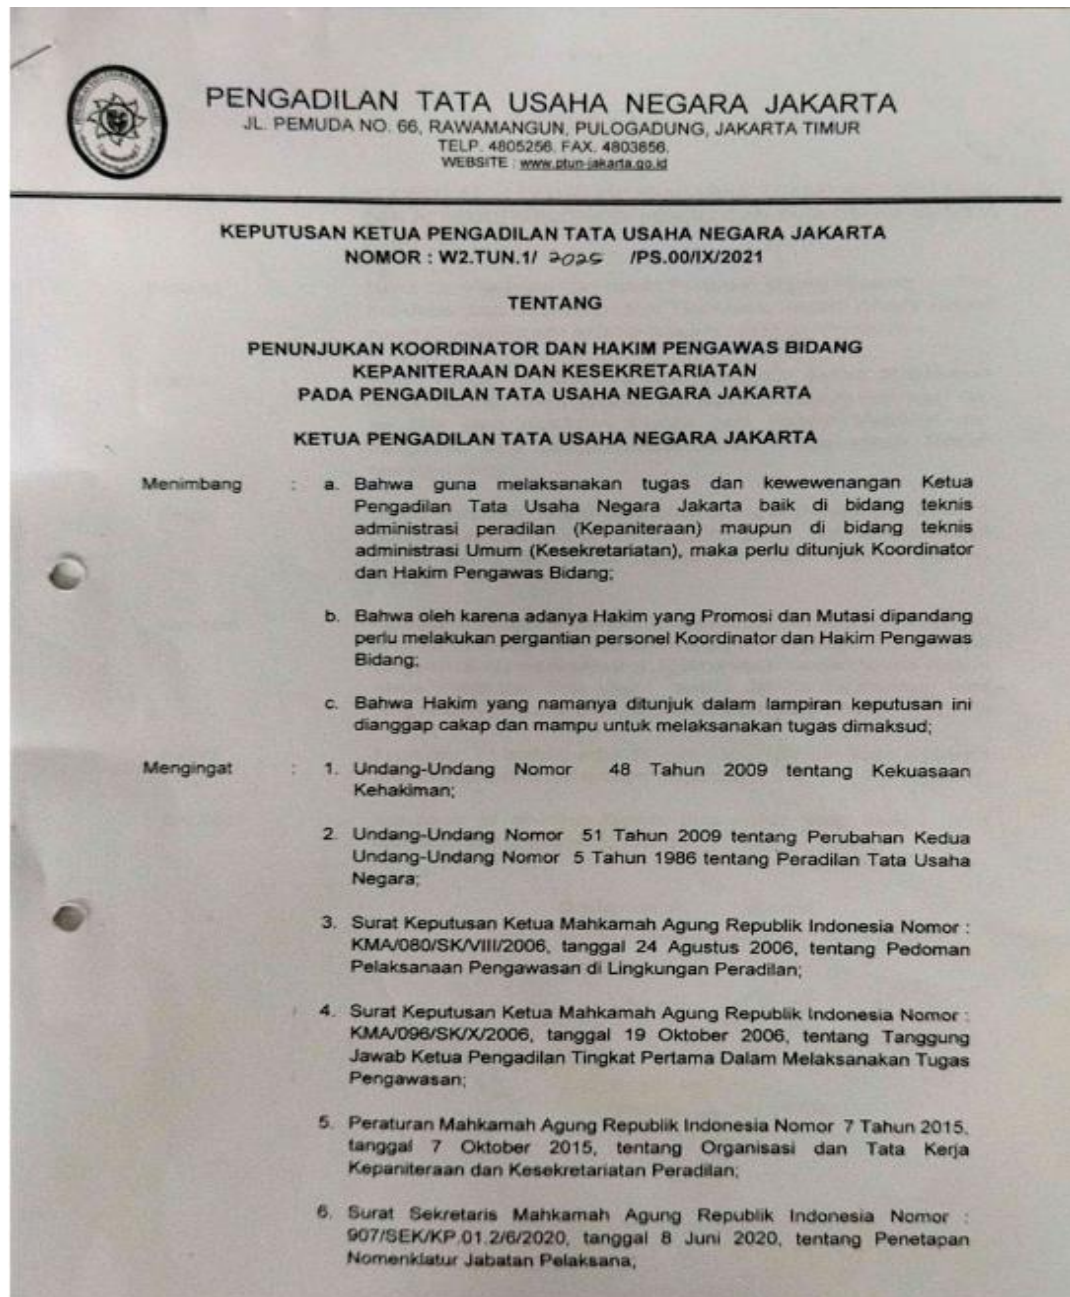 PENGADILAN TATA USAHA NEGARA JAKARTA
JL. PEMUDA NO. 66, RAWAMANGUN, PULOGADUNG, JAKARTA TIMUR
TELP. 4805256. FAX. 4803856.
WEBSITE : www.ptun-jakarta.go.id
KEPUTUSAN KETUA PENGADILAN TATA USAHA NEGARA JAKARTA
NOMOR : W2.TUN.1/ 2025 /PS.00/IX/2021
TENTANG
PENUNJUKAN KOORDINATOR DAN HAKIM PENGAWAS BIDANG
KEPANITERAAN DAN KESEKRETARIATAN
PADA PENGADILAN TATA USAHA NEGARA JAKARTA
KETUA PENGADILAN TATA USAHA NEGARA JAKARTA
Menimbang : a. Bahwa guna melaksanakan tugas dan kewewenangan Ketua
Pengadilan Tata Usaha Negara Jakarta baik di bidang teknis
administrasi peradilan (Kepaniteraan) maupun di bidang teknis
administrasi Umum (Kesekretariatan), maka perlu ditunjuk Koordinator
dan Hakim Pengawas Bidang;
b. Bahwa oleh karena adanya Hakim yang Promosi dan Mutasi dipandang
perlu melakukan pergantian personel Koordinator dan Hakim Pengawas
Bidang;
c. Bahwa Hakim yang namanya ditunjuk dalam lampiran keputusan ini
dianggap cakap dan mampu untuk melaksanakan tugas dimaksud;
Mengingat : 1. Undang-Undang Nomor 48 Tahun 2009 tentang Kekuasaan
Kehakiman;
2. Undang-Undang Nomor 51 Tahun 2009 tentang Perubahan Kedua
Undang-Undang Nomor 5 Tahun 1986 tentang Peradilan Tata Usaha
Negara;
3. Surat Keputusan Ketua Mahkamah Agung Republik Indonesia Nomor :
KMA/080/SK/VIII/2006, tanggal 24 Agustus 2006, tentang Pedoman
Pelaksanaan Pengawasan di Lingkungan Peradilan;
4. Surat Keputusan Ketua Mahkamah Agung Republik Indonesia Nomor :
KMA/096/SK/X/2006, tanggal 19 Oktober 2006, tentang Tanggung
Jawab Ketua Pengadilan Tingkat Pertama Dalam Melaksanakan Tugas
Pengawasan;
5. Peraturan Mahkamah Agung Republik Indonesia Nomor 7 Tahun 2015,
tanggal 7 Oktober 2015, tentang Organisasi dan Tata Kerja
Kepaniteraan dan Kesekretariatan Peradilan;
6. Surat Sekretaris Mahkamah Agung Republik Indonesia Nomor :
907/SEK/KP.01.2/6/2020, tanggal 8 Juni 2020, tentang Penetapan
Nomenklatur Jabatan Pelaksana;